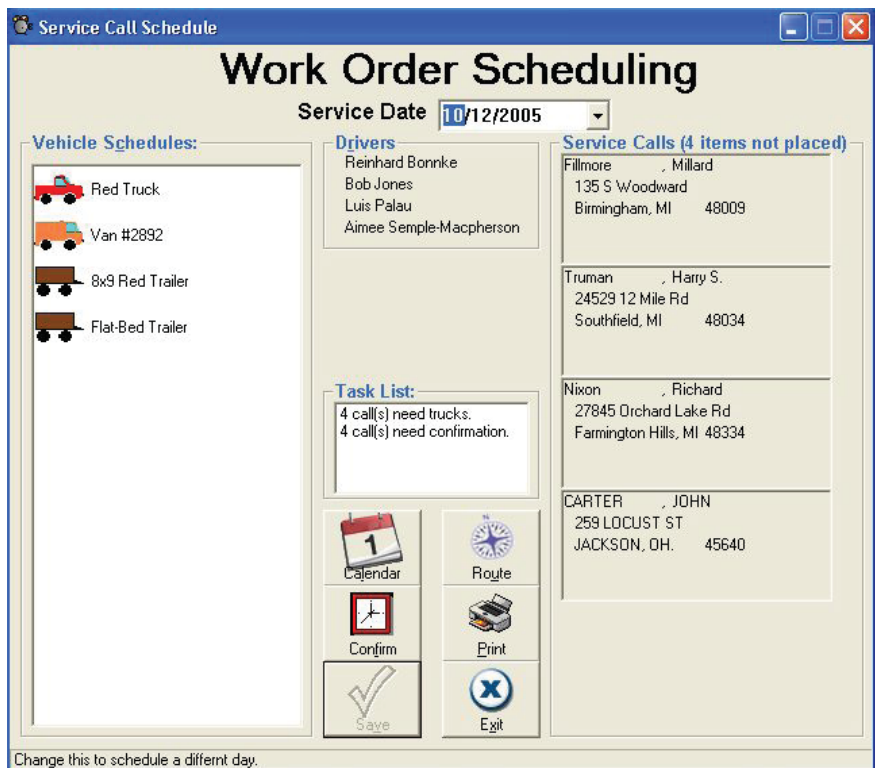 Service Call Schedule
Work Order Scheduling
Service Date 10/12/2005
Vehicle Schedules:
Red Truck
Van #2892
8x9 Red Trailer
Flat-Bed Trailer
Drivers
Reinhard Bonnke
Bob Jones
Luis Palau
Aimee Semple-Macpherson
Task List:
4 call(s) need trucks.
4 call(s) need confirmation.
1
Calendar
N
Route
Confirm
Print
Save
X
Exit
Service Calls (4 items not placed)
Fillmore , Millard
135 S Woodward
Birmingham, MI 48009
Truman , Harry S.
24529 12 Mile Rd
Southfield, MI 48034
Nixon , Richard
27845 Orchard Lake Rd
Farmington Hills, MI 48334
CARTER , JOHN
259 LOCUST ST
JACKSON, OH. 45640
Change this to schedule a differnt day.